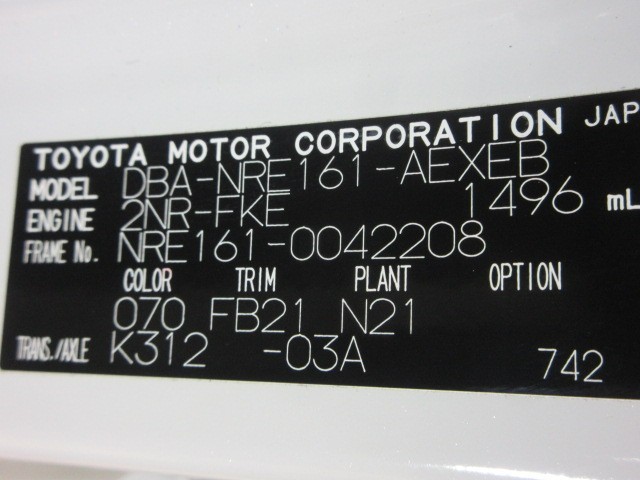 TOYOTA MOTOR CORPORATION JAP
MODEL DBA-NRE161-AEXEB
ENGINE 2NR-FKE 1496 mL
FRAME No. NRE161-0042208
COLOR TRIM PLANT OPTION
070 FB21 N21
TRANS./AXLE K312 -03A 742